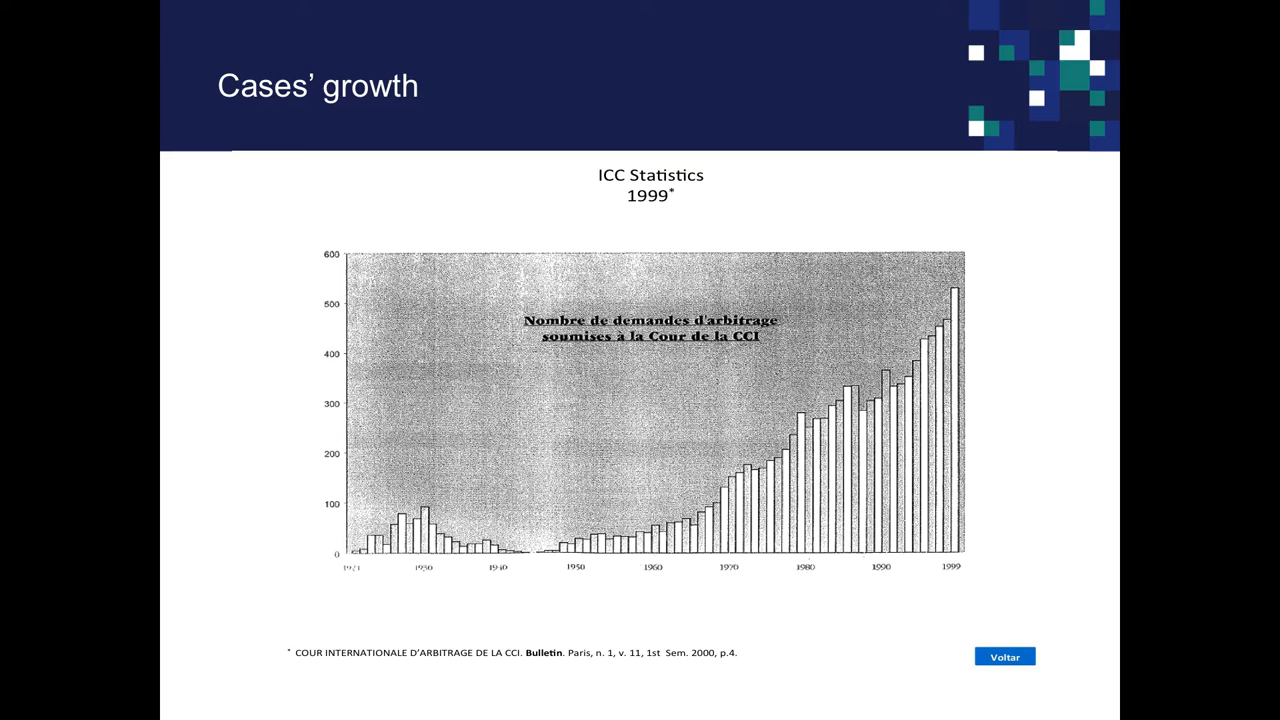 Cases’ growth
ICC Statistics
1999*
600
500
400
300
200
100
0
Nombre de demandes d'arbitrage
soumises à la Cour de la CCI
1930
1940
1950
1960
1970
1980
1990
1999
* COUR INTERNATIONALE D’ARBITRAGE DE LA CCI. Bulletin. Paris, n. 1, v. 11, 1st Sem. 2000, p.4.
Voltar